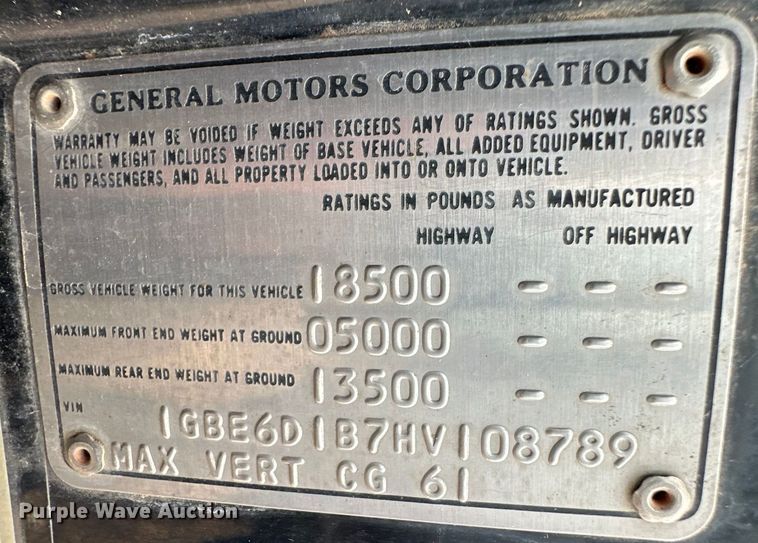 GENERAL MOTORS CORPORATION
WARRANTY MAY BE VOIDED IF WEIGHT EXCEEDS ANY OF RATINGS SHOWN. GROSS
VEHICLE WEIGHT INCLUDES WEIGHT OF BASE VEHICLE, ALL ADDED EQUIPMENT, DRIVER
AND PASSENGERS, AND ALL PROPERTY LOADED INTO OR ONTO VEHICLE.
RATINGS IN POUNDS AS MANUFACTURED
HIGHWAY OFF HIGHWAY
GROSS VEHICLE WEIGHT FOR THIS VEHICLE 18500 – – –
MAXIMUM FRONT END WEIGHT AT GROUND 05000 – – –
MAXIMUM REAR END WEIGHT AT GROUND 13500 – – –
VIN 1GBE6D1B7HV108789
MAX VERT CG 61
Purple Wave Auction